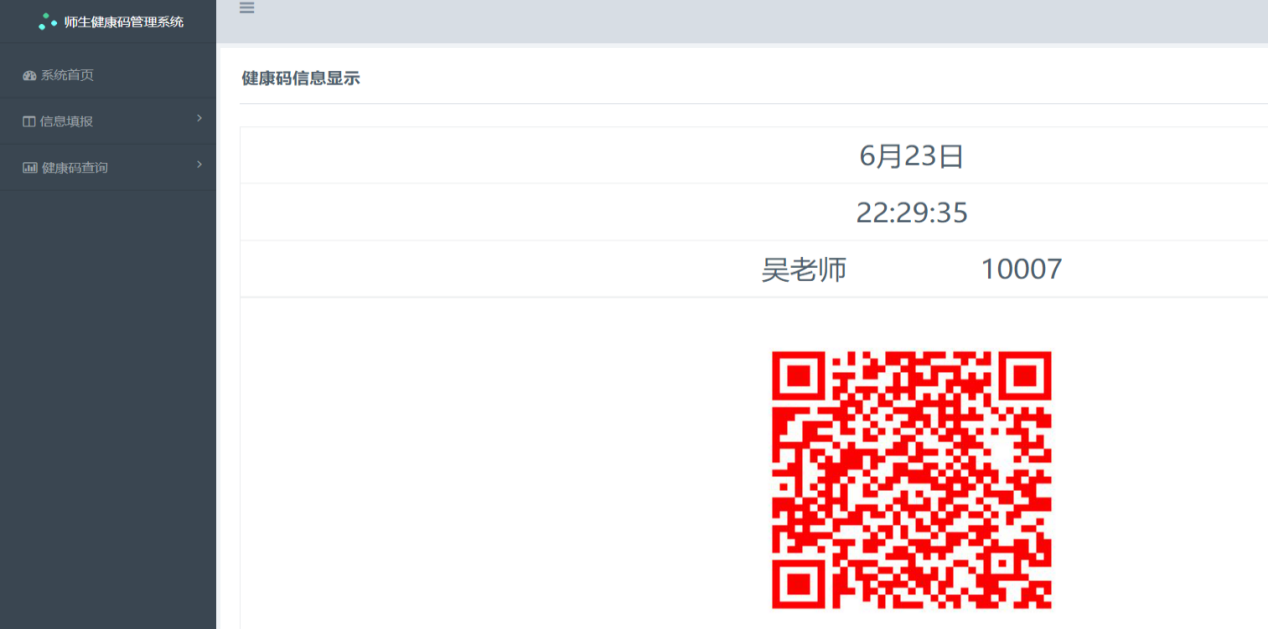 师生健康码管理系统
系统首页
信息填报
健康码查询
健康码信息显示
6月23日
22:29:35
吴老师 10007